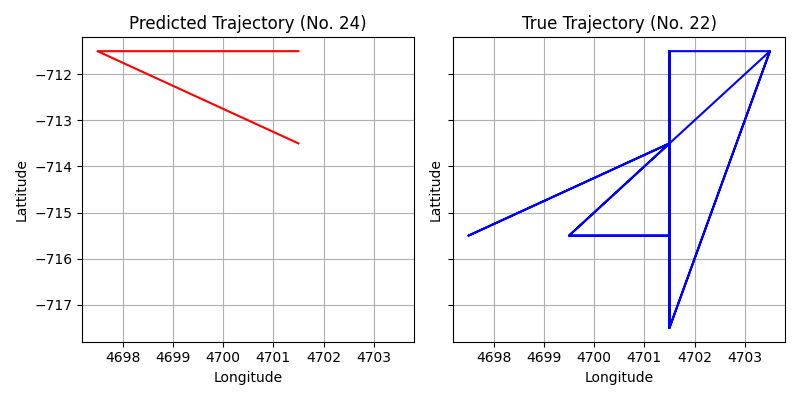 Predicted Trajectory (No. 24)
True Trajectory (No. 22)
−712
−713
−714
−715
−716
−717
Lattitude
Lattitude
4698 4699 4700 4701 4702 4703
4698 4699 4700 4701 4702 4703
Longitude
Longitude